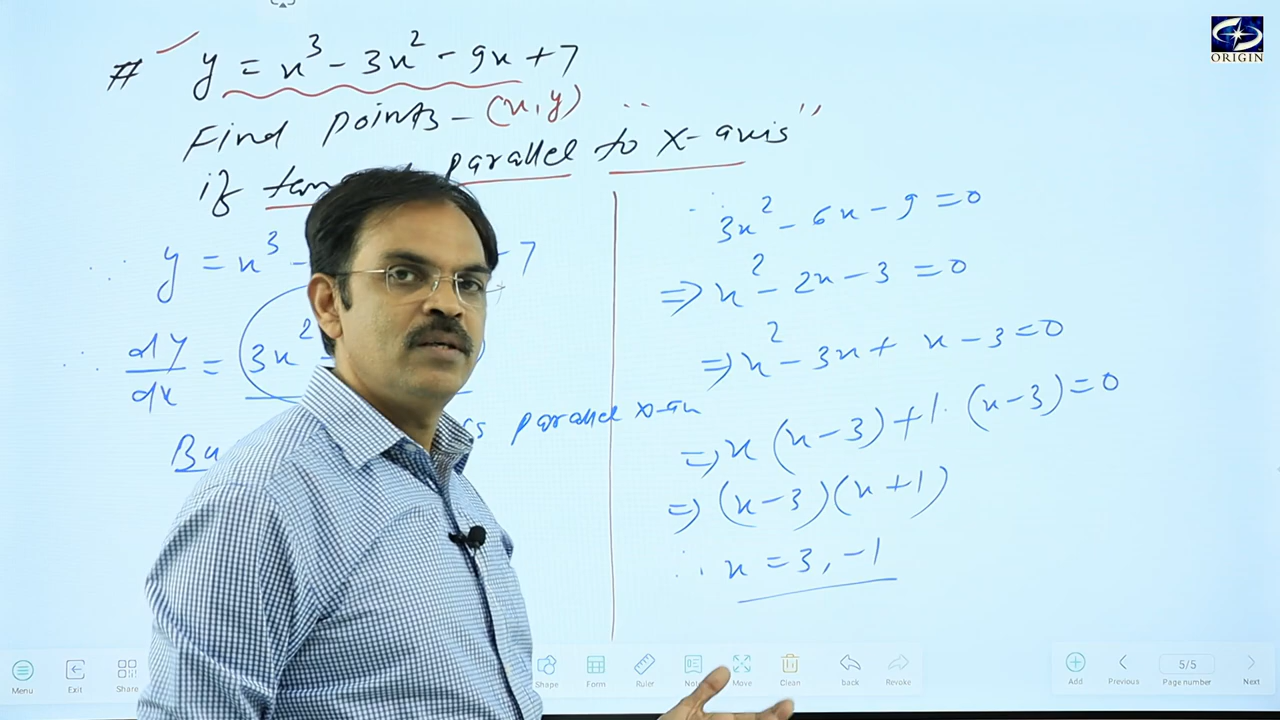 # y = x³ - 3x² - 9x + 7
Find points - (x, y)
if parallel to x-axis"
y = x³ - 7
dy/dx = 3x²
parallel x-ax
∴ 3x² - 6x - 9 = 0
⇒ x² - 2x - 3 = 0
⇒ x² - 3x + x - 3 = 0
⇒ x (x - 3) + 1. (x - 3) = 0
⇒ (x - 3)(x + 1)
∴ x = 3, -1
ORIGIN
Menu Exit Share Shape Form Ruler Move Clean back Revoke Add Previous 5/5 Page number Next